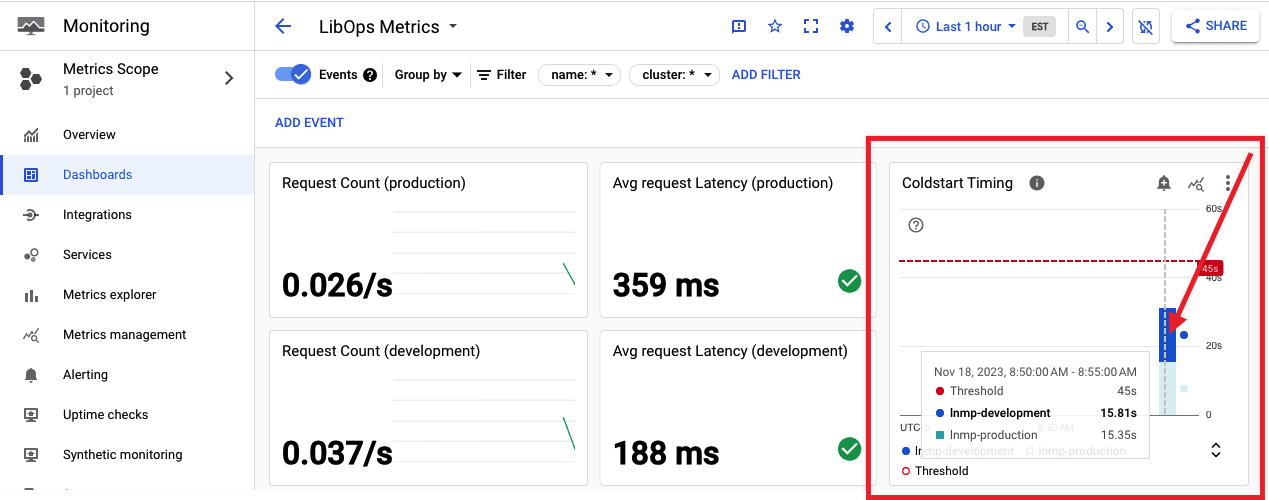 Monitoring
LibOps Metrics
Last 1 hour
EST
SHARE
Metrics Scope
1 project
Events
Group by
Filter
name: *
cluster: *
ADD FILTER
ADD EVENT
Overview
Dashboards
Integrations
Services
Metrics explorer
Metrics management
Alerting
Uptime checks
Synthetic monitoring
Request Count (production)
0.026/s
Avg request Latency (production)
359 ms
Request Count (development)
0.037/s
Avg request Latency (development)
188 ms
Coldstart Timing
60s
45s
40s
20s
0
Nov 18, 2023, 8:50:00 AM - 8:55:00 AM
Threshold 45s
lnmp-development 15.81s
lnmp-production 15.35s
UTC-5 8:30 AM
lnmp-development lnmp-production
Threshold